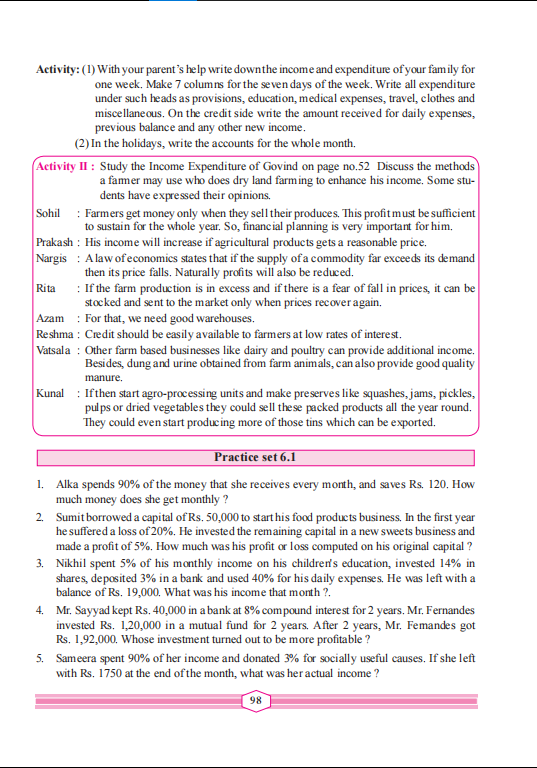 Activity: (1) With your parent's help write down the income and expenditure of your family for
one week. Make 7 columns for the seven days of the week. Write all expenditure
under such heads as provisions, education, medical expenses, travel, clothes and
miscellaneous. On the credit side write the amount received for daily expenses,
previous balance and any other new income.
(2) In the holidays, write the accounts for the whole month.
Activity II : Study the Income Expenditure of Govind on page no.52 Discuss the methods
a farmer may use who does dry land farming to enhance his income. Some stu-
dents have expressed their opinions.
Sohil : Farmers get money only when they sell their produces. This profit must be sufficient
to sustain for the whole year. So, financial planning is very important for him.
Prakash : His income will increase if agricultural products gets a reasonable price.
Nargis : A law of economics states that if the supply of a commodity far exceeds its demand
then its price falls. Naturally profits will also be reduced.
Rita : If the farm production is in excess and if there is a fear of fall in prices, it can be
stocked and sent to the market only when prices recover again.
Azam : For that, we need good warehouses.
Reshma : Credit should be easily available to farmers at low rates of interest.
Vatsala : Other farm based businesses like dairy and poultry can provide additional income.
Besides, dung and urine obtained from farm animals, can also provide good quality
manure.
Kunal : If then start agro-processing units and make preserves like squashes, jams, pickles,
pulps or dried vegetables they could sell these packed products all the year round.
They could even start producing more of those tins which can be exported.
Practice set 6.1
1. Alka spends 90% of the money that she receives every month, and saves Rs. 120. How
much money does she get monthly ?
2. Sumit borrowed a capital of Rs. 50,000 to start his food products business. In the first year
he suffered a loss of 20%. He invested the remaining capital in a new sweets business and
made a profit of 5%. How much was his profit or loss computed on his original capital ?
3. Nikhil spent 5% of his monthly income on his children's education, invested 14% in
shares, deposited 3% in a bank and used 40% for his daily expenses. He was left with a
balance of Rs. 19,000. What was his income that month ?.
4. Mr. Sayyad kept Rs. 40,000 in a bank at 8% compound interest for 2 years. Mr. Fernandes
invested Rs. 1,20,000 in a mutual fund for 2 years. After 2 years, Mr. Fernandes got
Rs. 1,92,000. Whose investment turned out to be more profitable ?
5. Sameera spent 90% of her income and donated 3% for socially useful causes. If she left
with Rs. 1750 at the end of the month, what was her actual income ?
98